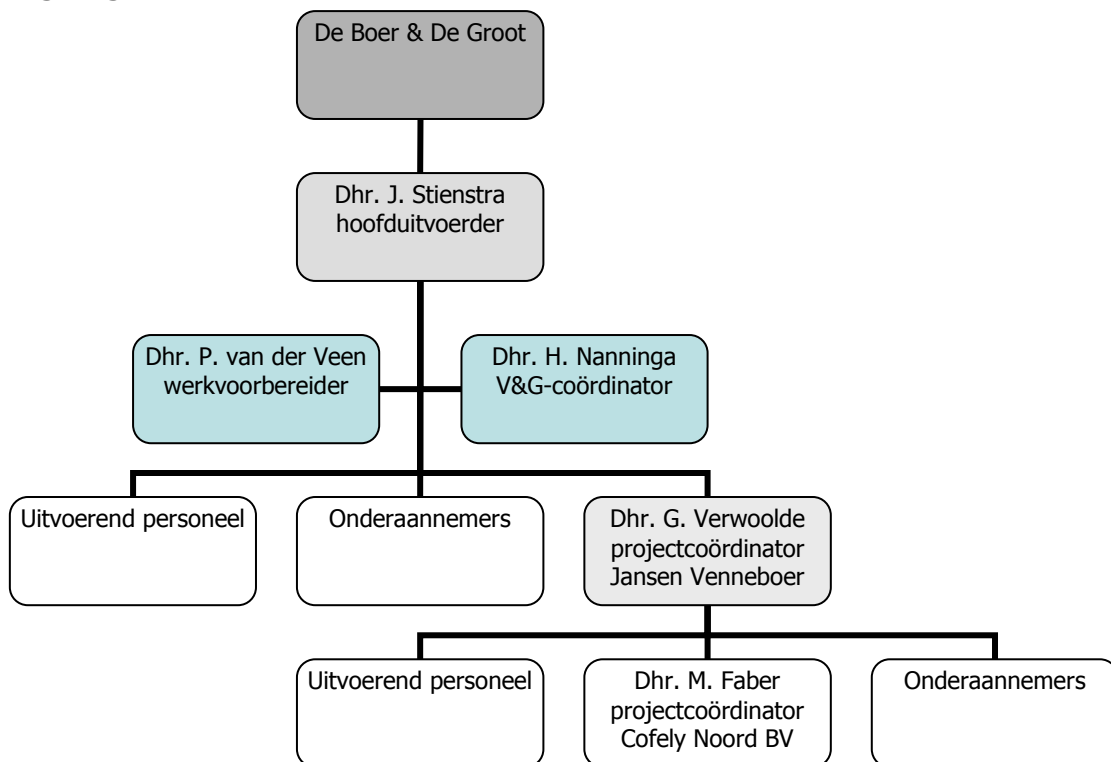 De Boer & De Groot
Dhr. J. Stienstra
hoofduitvoerder
Dhr. P. van der Veen
werkvoorbereider
Dhr. H. Nanninga
V&G-coördinator
Uitvoerend personeel
Onderaannemers
Dhr. G. Verwoolde
projectcoördinator
Jansen Venneboer
Uitvoerend personeel
Dhr. M. Faber
projectcoördinator
Cofely Noord BV
Onderaannemers